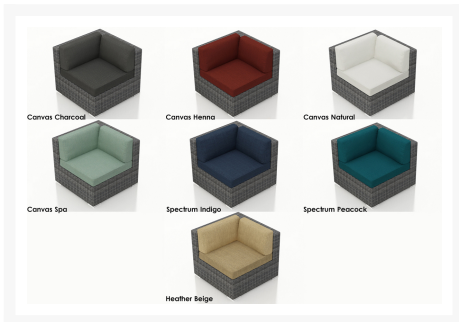 Canvas Charcoal
Canvas Henna
Canvas Natural
Canvas Spa
Spectrum Indigo
Spectrum Peacock
Heather Beige